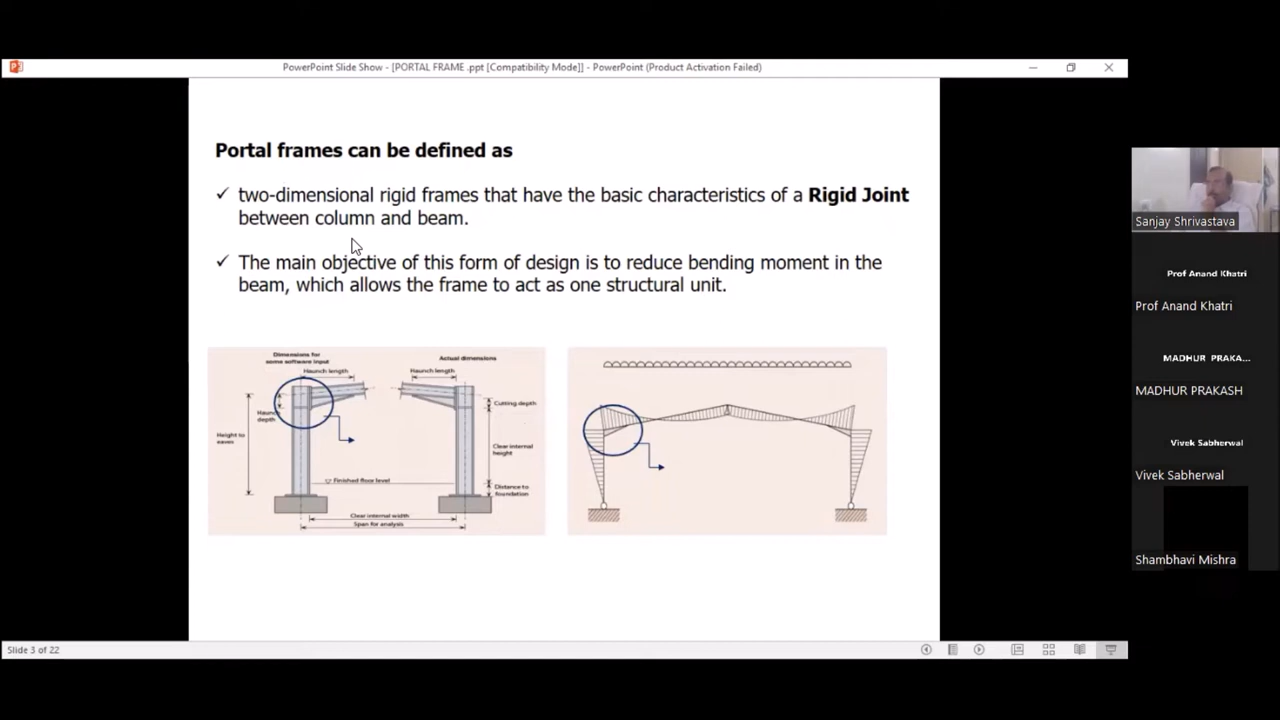 PowerPoint Slide Show - [PORTAL FRAME .ppt [Compatibility Mode]] - PowerPoint (Product Activation Failed)
Portal frames can be defined as
✓ two-dimensional rigid frames that have the basic characteristics of a Rigid Joint
between column and beam.
✓ The main objective of this form of design is to reduce bending moment in the
beam, which allows the frame to act as one structural unit.
Dimensions for
some software input
Actual dimensions
Haunch length
Haunch length
Haunch
depth
Cutting depth
Height to
eaves
Clear internal
height
Finished floor level
Distance to
foundation
Clear internal width
Span for analysis
Slide 3 of 22
Sanjay Shrivastava
Prof Anand Khatri
Prof Anand Khatri
MADHUR PRAKA...
MADHUR PRAKASH
Vivek Sabherwal
Vivek Sabherwal
Shambhavi Mishra